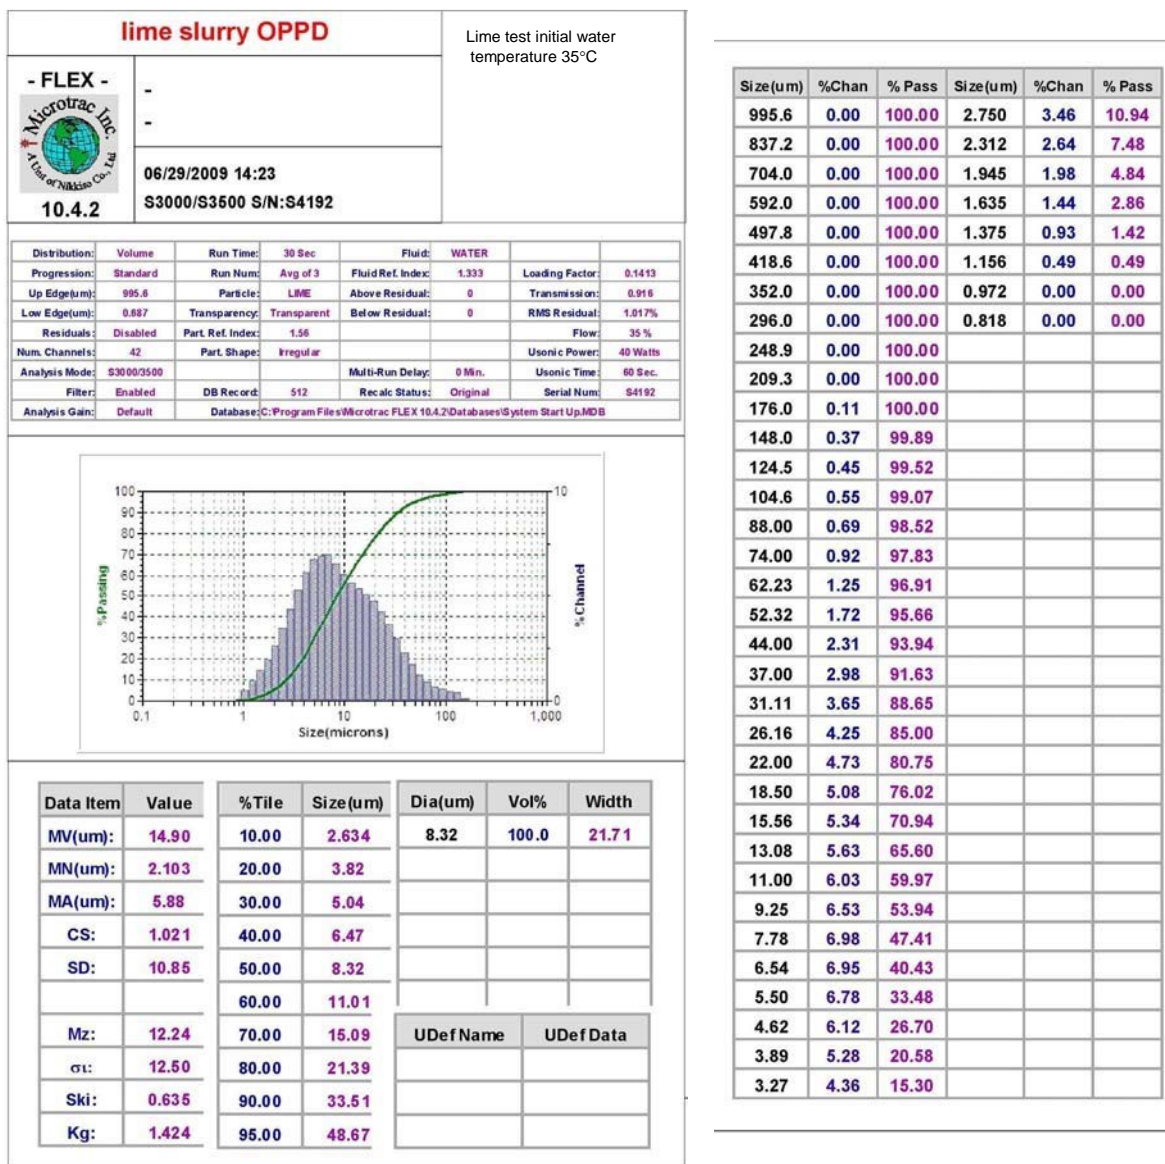 lime slurry OPPD
Lime test initial water
temperature 35°C
- FLEX -
Microtrac Inc.
A Unit of Nikkiso Co., Ltd
10.4.2
-
-
06/29/2009 14:23
S3000/S3500 S/N:S4192
Distribution: Volume Run Time: 30 Sec Fluid: WATER
Progression: Standard Run Num: Avg of 3 Fluid Ref. Index: 1.333 Loading Factor: 0.1413
Up Edge(um): 995.6 Particle: LIME Above Residual: 0 Transmission: 0.916
Low Edge(um): 0.687 Transparency: Transparent Below Residual: 0 RMS Residual: 1.017%
Residuals: Disabled Part. Ref. Index: 1.56 Flow: 35 %
Num. Channels: 42 Part. Shape: Irregular Usonic Power: 40 Watts
Analysis Mode: S3000/3500 Multi-Run Delay: 0 Min. Usonic Time: 60 Sec.
Filter: Enabled DB Record: 512 Recalc Status: Original Serial Num: S4192
Analysis Gain: Default Database: C:\Program Files\Microtrac FLEX 10.4.2\Databases\System Start Up.MDB
%Passing
100
90
80
70
60
50
40
30
20
10
0
10
0
%Channel
0.1 1 10 100 1,000
Size(microns)
Data Item Value
MV(um): 14.90
MN(um): 2.103
MA(um): 5.88
CS: 1.021
SD: 10.85
Mz: 12.24
σι: 12.50
Ski: 0.635
Kg: 1.424
%Tile Size(um)
10.00 2.634
20.00 3.82
30.00 5.04
40.00 6.47
50.00 8.32
60.00 11.01
70.00 15.09
80.00 21.39
90.00 33.51
95.00 48.67
Dia(um) Vol% Width
8.32 100.0 21.71
UDef Name UDef Data
Size(um) %Chan % Pass Size(um) %Chan % Pass
995.6 0.00 100.00 2.750 3.46 10.94
837.2 0.00 100.00 2.312 2.64 7.48
704.0 0.00 100.00 1.945 1.98 4.84
592.0 0.00 100.00 1.635 1.44 2.86
497.8 0.00 100.00 1.375 0.93 1.42
418.6 0.00 100.00 1.156 0.49 0.49
352.0 0.00 100.00 0.972 0.00 0.00
296.0 0.00 100.00 0.818 0.00 0.00
248.9 0.00 100.00
209.3 0.00 100.00
176.0 0.11 100.00
148.0 0.37 99.89
124.5 0.45 99.52
104.6 0.55 99.07
88.00 0.69 98.52
74.00 0.92 97.83
62.23 1.25 96.91
52.32 1.72 95.66
44.00 2.31 93.94
37.00 2.98 91.63
31.11 3.65 88.65
26.16 4.25 85.00
22.00 4.73 80.75
18.50 5.08 76.02
15.56 5.34 70.94
13.08 5.63 65.60
11.00 6.03 59.97
9.25 6.53 53.94
7.78 6.98 47.41
6.54 6.95 40.43
5.50 6.78 33.48
4.62 6.12 26.70
3.89 5.28 20.58
3.27 4.36 15.30